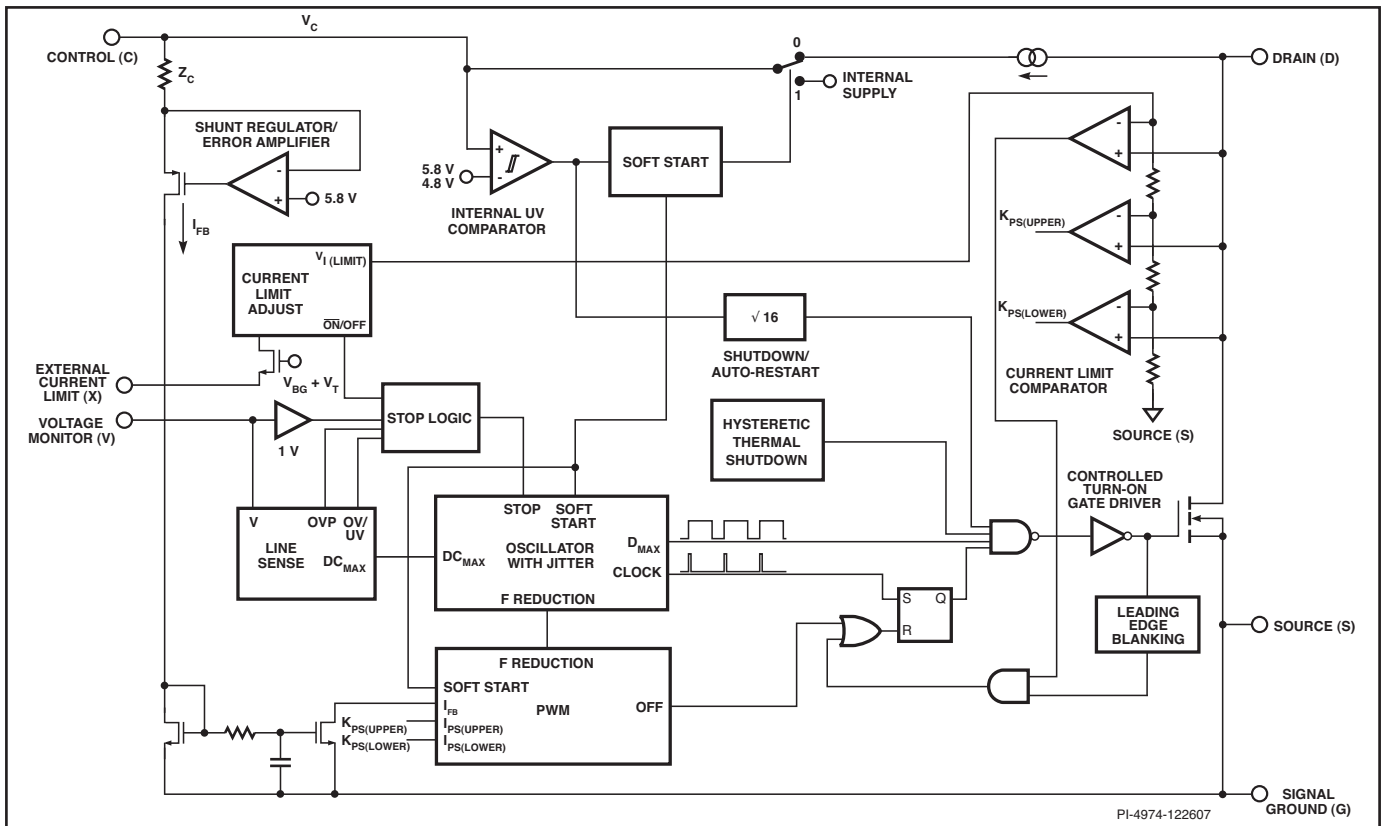 V_C
0
CONTROL (C)
DRAIN (D)
Z_C
INTERNAL
SUPPLY
1
SHUNT REGULATOR/
ERROR AMPLIFIER
-
+
5.8 V
+
-
5.8 V
4.8 V
SOFT START
INTERNAL UV
COMPARATOR
-
+
K_PS(UPPER)
-
+
I_FB
V_I (LIMIT)
CURRENT
LIMIT
ADJUST
ON/OFF
K_PS(LOWER)
-
+
√ 16
SHUTDOWN/
AUTO-RESTART
CURRENT LIMIT
COMPARATOR
EXTERNAL
CURRENT
LIMIT (X)
V_BG + V_T
VOLTAGE
MONITOR (V)
1 V
STOP LOGIC
HYSTERETIC
THERMAL
SHUTDOWN
SOURCE (S)
CONTROLLED
TURN-ON
GATE DRIVER
V OVP OV/
UV
LINE
SENSE
DC_MAX
STOP SOFT
START
DC_MAX
OSCILLATOR
WITH JITTER
D_MAX
CLOCK
F REDUCTION
S Q
R
LEADING
EDGE
BLANKING
SOURCE (S)
F REDUCTION
SOFT START
PWM
OFF
I_FB
K_PS(UPPER) I_PS(UPPER)
K_PS(LOWER) I_PS(LOWER)
SIGNAL
GROUND (G)
PI-4974-122607